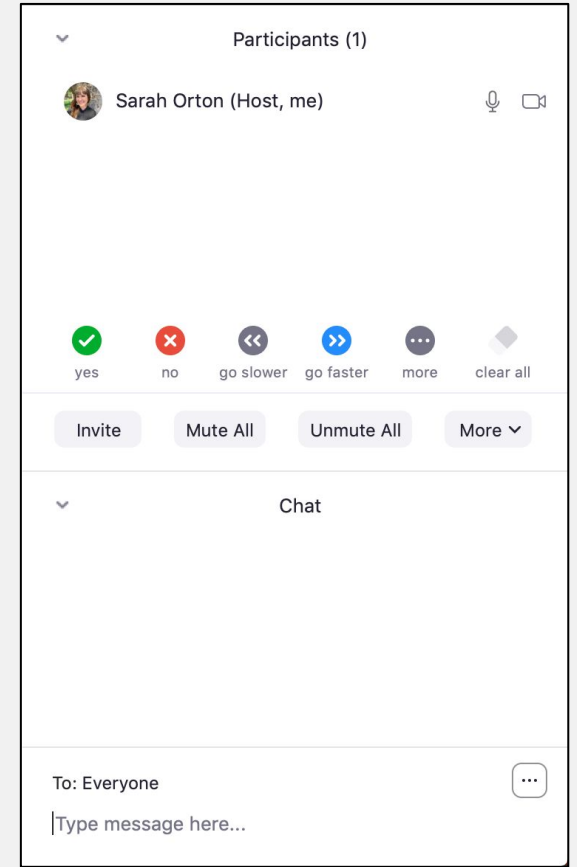 Participants (1)
Sarah Orton (Host, me)
yes no go slower go faster more clear all
Invite Mute All Unmute All More
Chat
To: Everyone
Type message here...